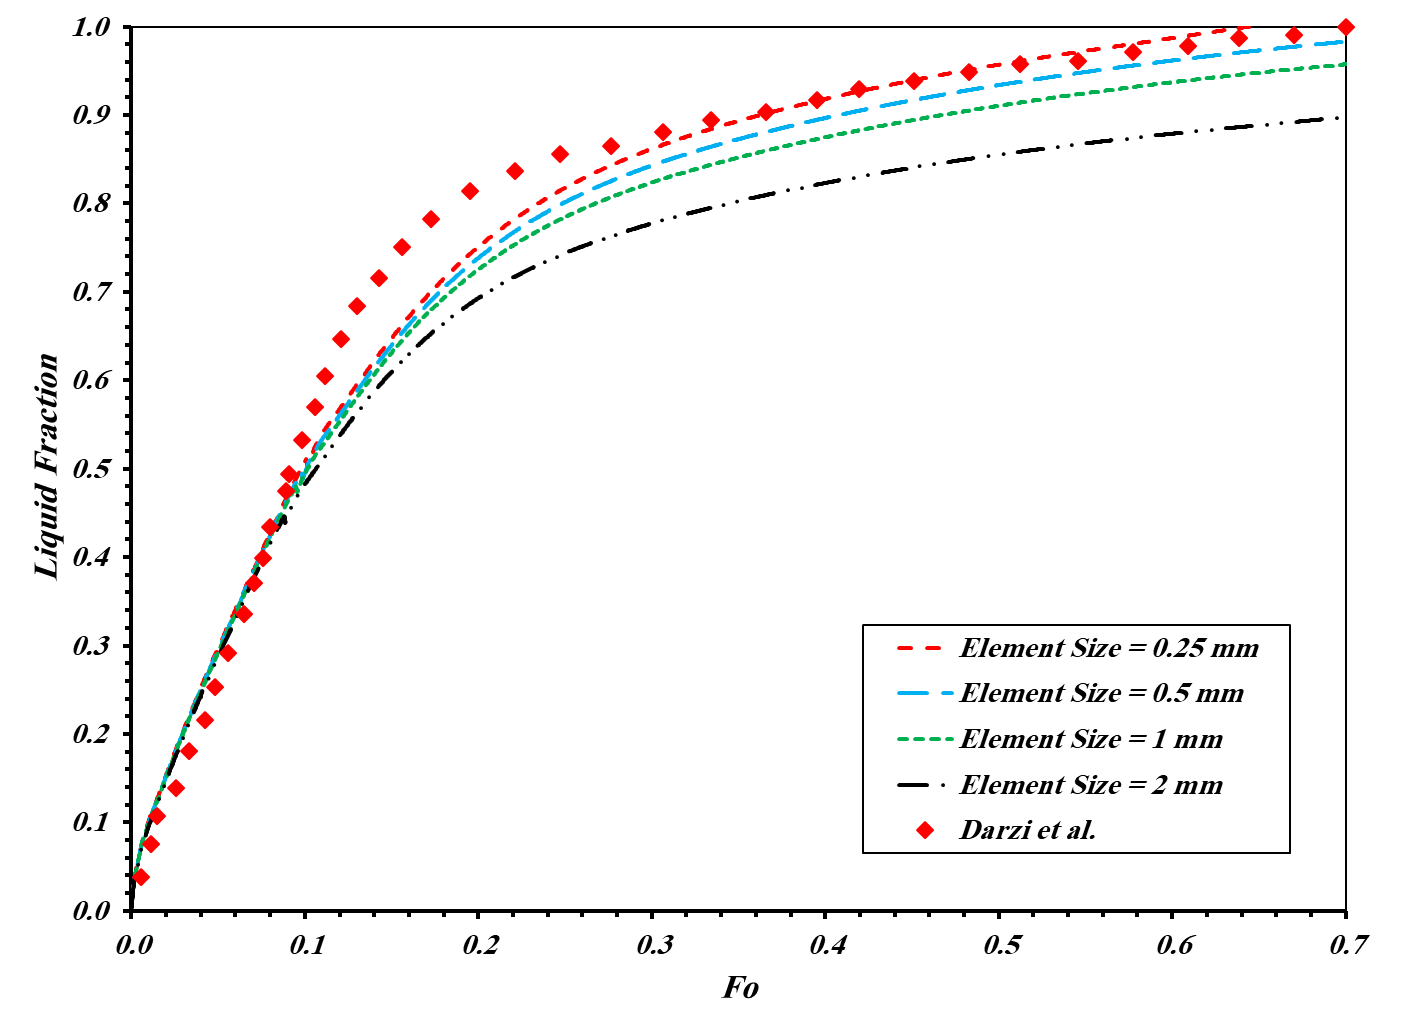 1.0
0.9
0.8
0.7
0.6
0.5
0.4
0.3
0.2
0.1
0.0
Liquid Fraction
Element Size = 0.25 mm
Element Size = 0.5 mm
Element Size = 1 mm
Element Size = 2 mm
Darzi et al.
0.0 0.1 0.2 0.3 0.4 0.5 0.6 0.7
Fo